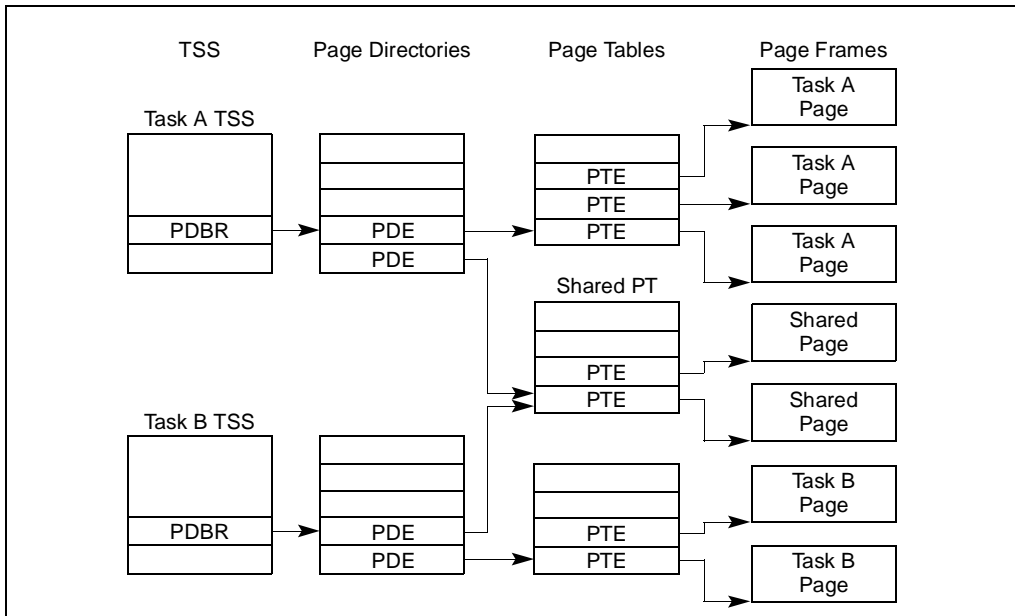 TSS
Page Directories
Page Tables
Page Frames
Task A TSS
PDBR
PDE
PDE
PTE
PTE
PTE
Task A
Page
Task A
Page
Task A
Page
Shared PT
PTE
PTE
Shared
Page
Shared
Page
Task B TSS
PDBR
PDE
PDE
PTE
PTE
Task B
Page
Task B
Page